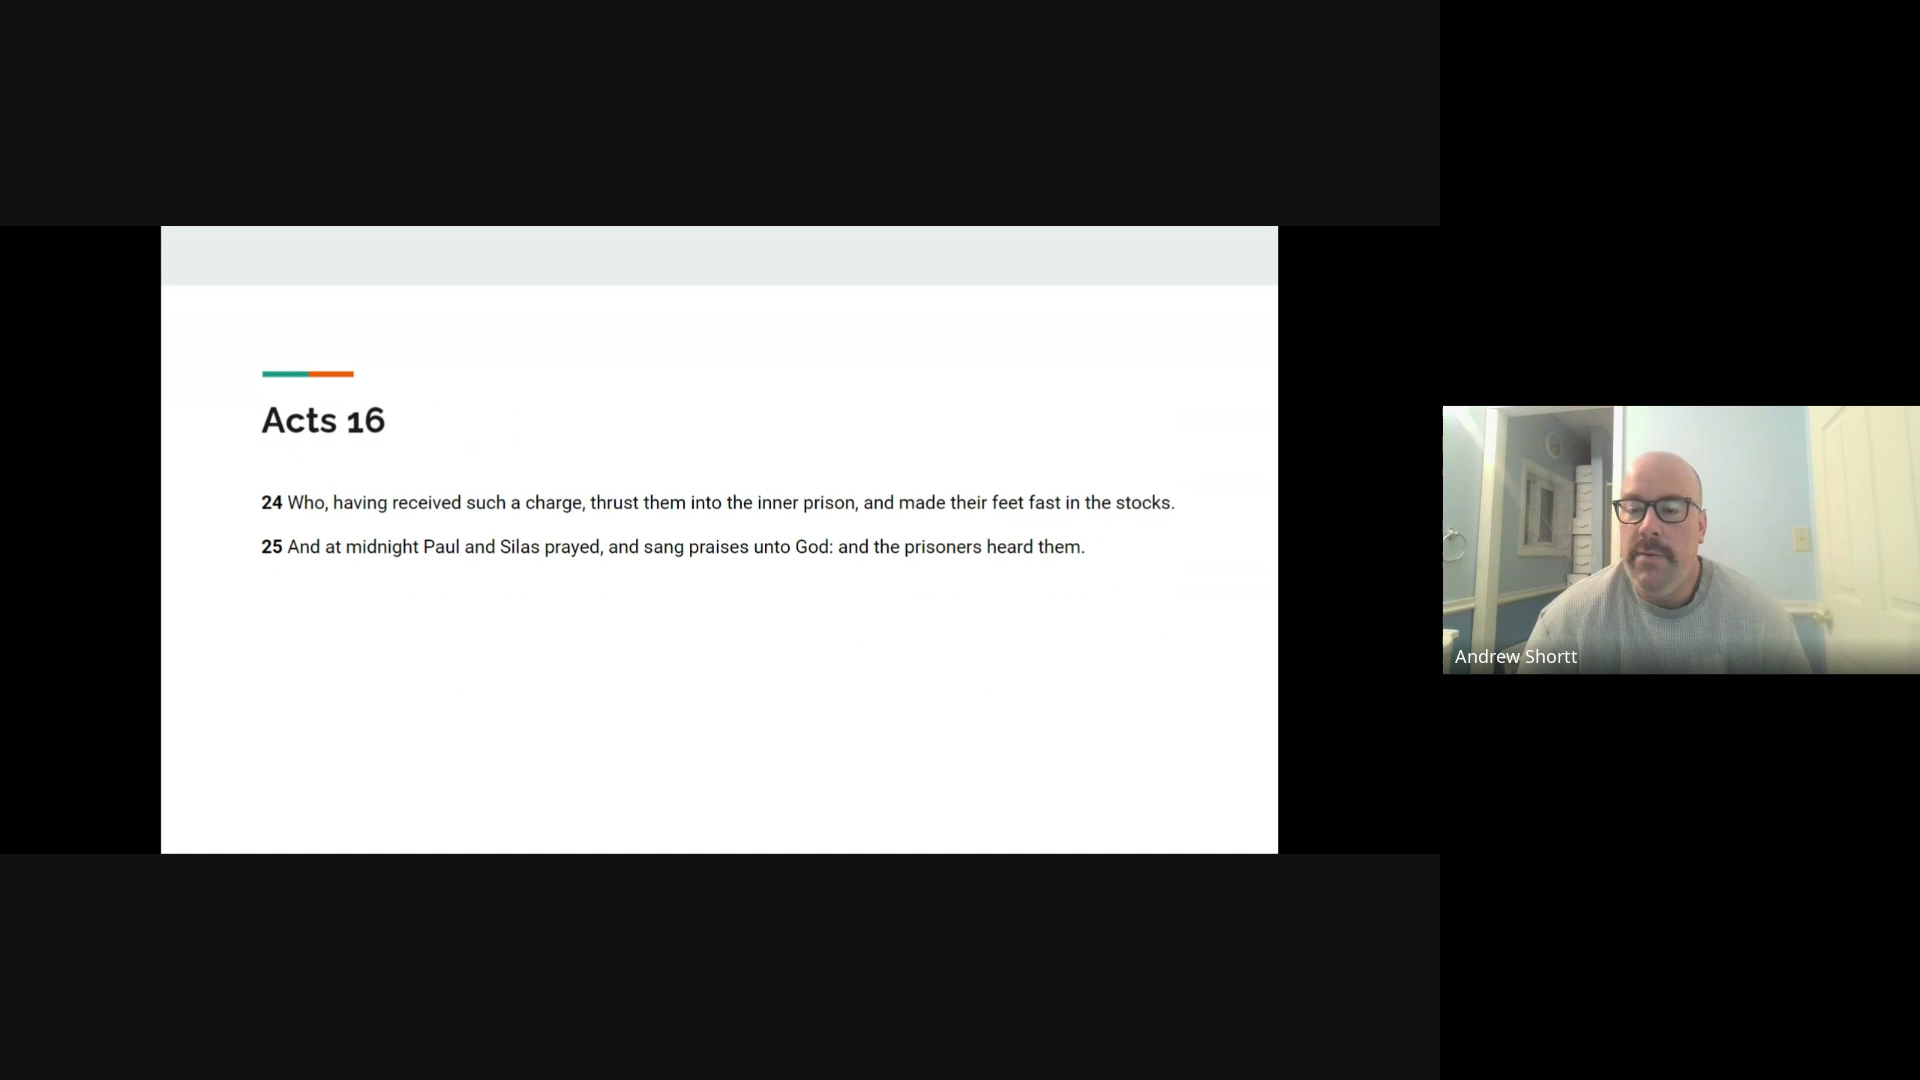 Acts 16
24 Who, having received such a charge, thrust them into the inner prison, and made their feet fast in the stocks.
25 And at midnight Paul and Silas prayed, and sang praises unto God: and the prisoners heard them.
Andrew Shortt